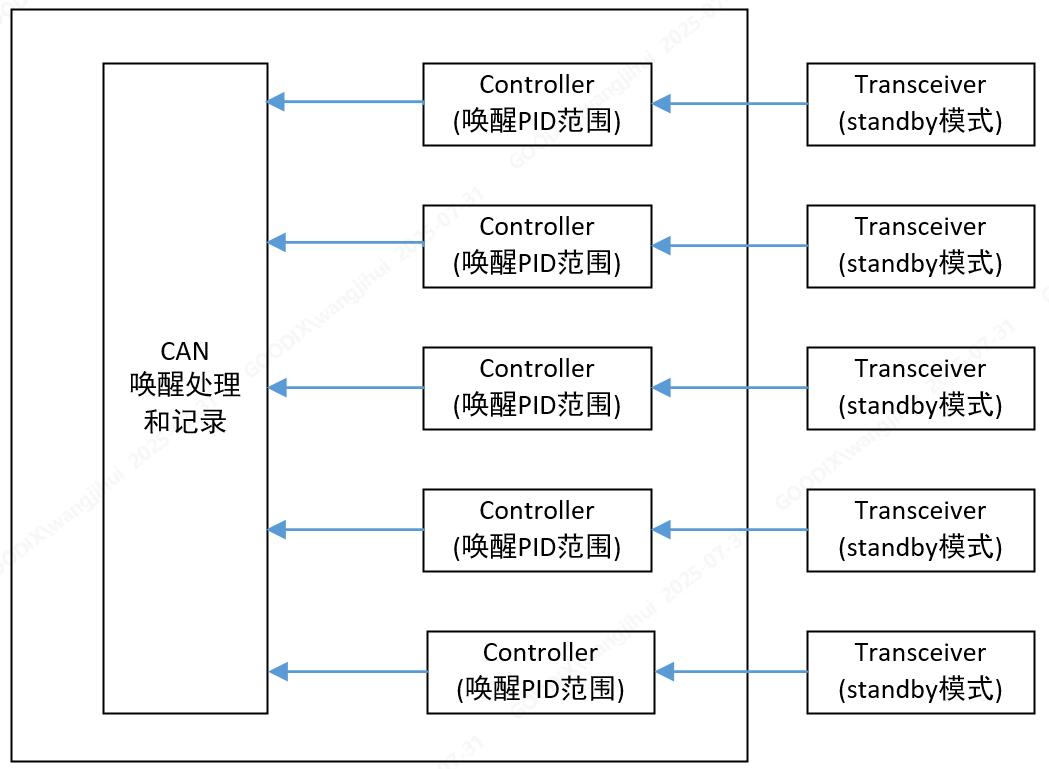 Controller
(唤醒PID范围)
Transceiver
(standby模式)
Controller
(唤醒PID范围)
Transceiver
(standby模式)
CAN
唤醒处理
和记录
Controller
(唤醒PID范围)
Transceiver
(standby模式)
Controller
(唤醒PID范围)
Transceiver
(standby模式)
Controller
(唤醒PID范围)
Transceiver
(standby模式)
GOODIX\wangjihui 2025-07-31